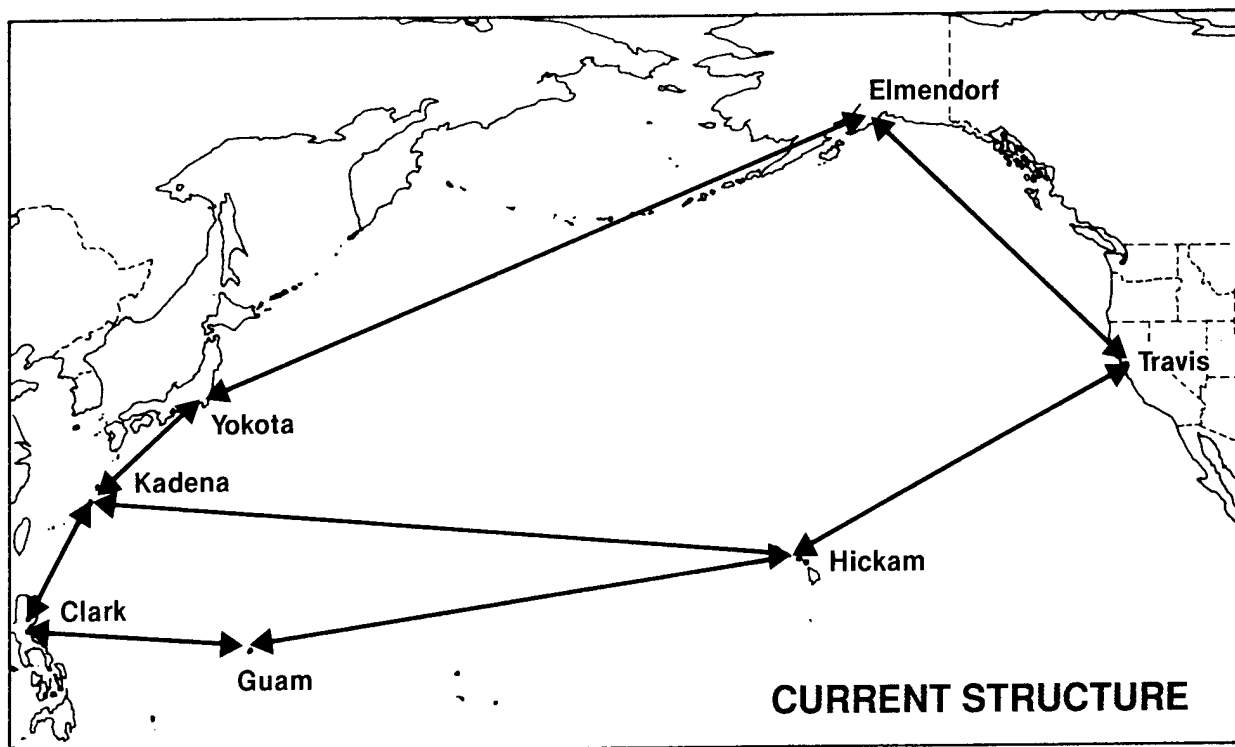 Elmendorf
Travis
Yokota
Kadena
Hickam
Clark
Guam
CURRENT STRUCTURE